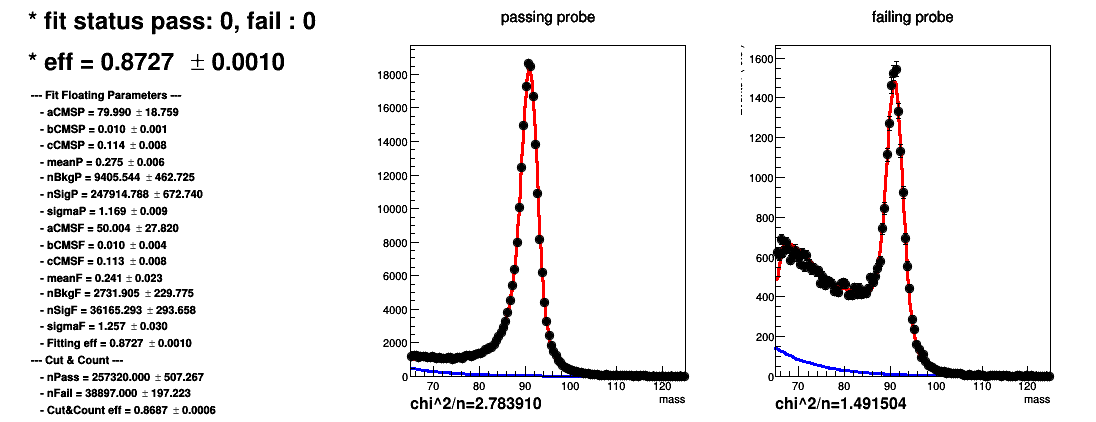 * fit status pass: 0, fail : 0
* eff = 0.8727 ± 0.0010
--- Fit Floating Parameters ---
- aCMSP = 79.990 ± 18.759
- bCMSP = 0.010 ± 0.001
- cCMSP = 0.114 ± 0.008
- meanP = 0.275 ± 0.006
- nBkgP = 9405.544 ± 462.725
- nSigP = 247914.788 ± 672.740
- sigmaP = 1.169 ± 0.009
- aCMSF = 50.004 ± 27.820
- bCMSF = 0.010 ± 0.004
- cCMSF = 0.113 ± 0.008
- meanF = 0.241 ± 0.023
- nBkgF = 2731.905 ± 229.775
- nSigF = 36165.293 ± 293.658
- sigmaF = 1.257 ± 0.030
- Fitting eff = 0.8727 ± 0.0010
--- Cut & Count ---
- nPass = 257320.000 ± 507.267
- nFail = 38897.000 ± 197.223
- Cut&Count eff = 0.8687 ± 0.0006
passing probe
18000
16000
14000
12000
10000
8000
6000
4000
2000
0
70 80 90 100 110 120
mass
chi^2/n=2.783910
failing probe
1600
1400
1200
1000
800
600
400
200
0
70 80 90 100 110 120
mass
chi^2/n=1.491504